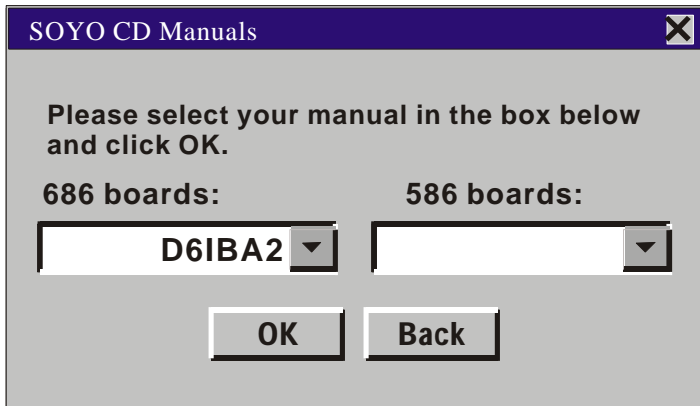 SOYO CD Manuals
Please select your manual in the box below
and click OK.
686 boards: 586 boards:
D6IBA2
OK Back